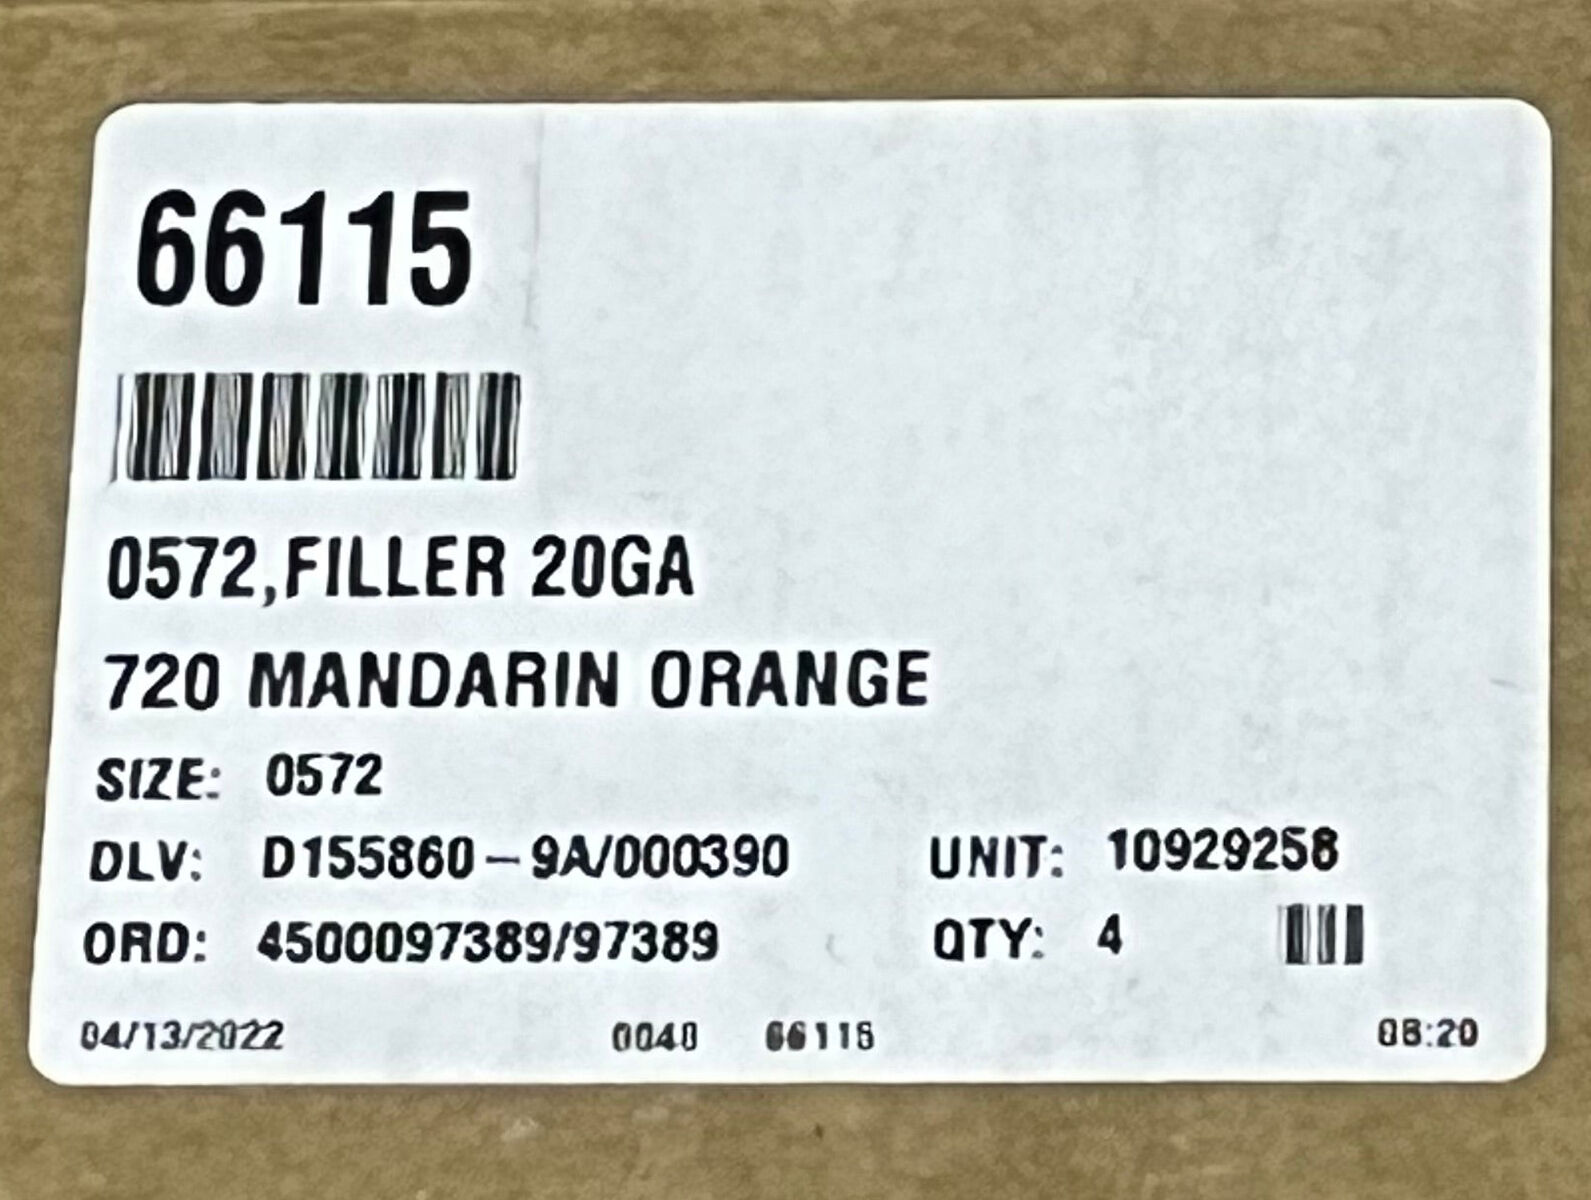 66115
0572,FILLER 20GA
720 MANDARIN ORANGE
SIZE: 0572
DLV: D155860-9A/000390 UNIT: 10929258
ORD: 4500097389/97389 QTY: 4
04/13/2022 0040 66115 08:20